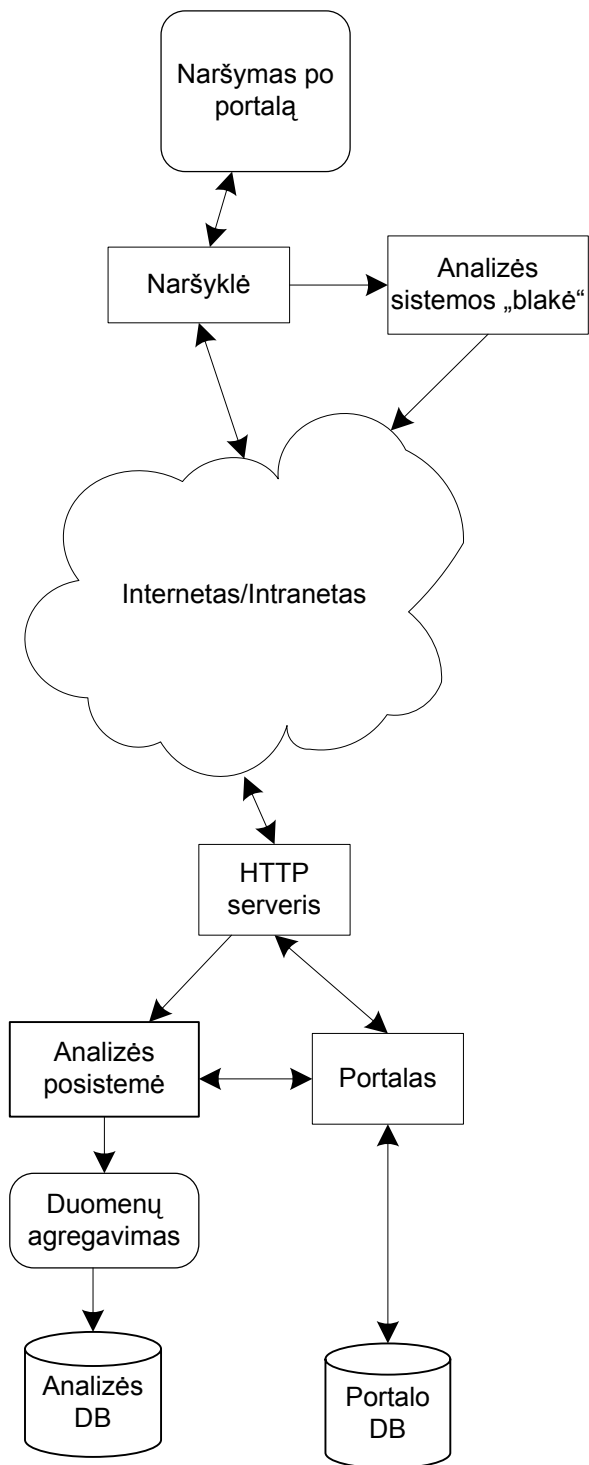 Naršymas po
portalą
Naršyklė
Analizės
sistemos „blakė“
Internetas/Intranetas
HTTP
serveris
Analizės
posistemė
Portalas
Duomenų
agregavimas
Analizės
DB
Portalo
DB